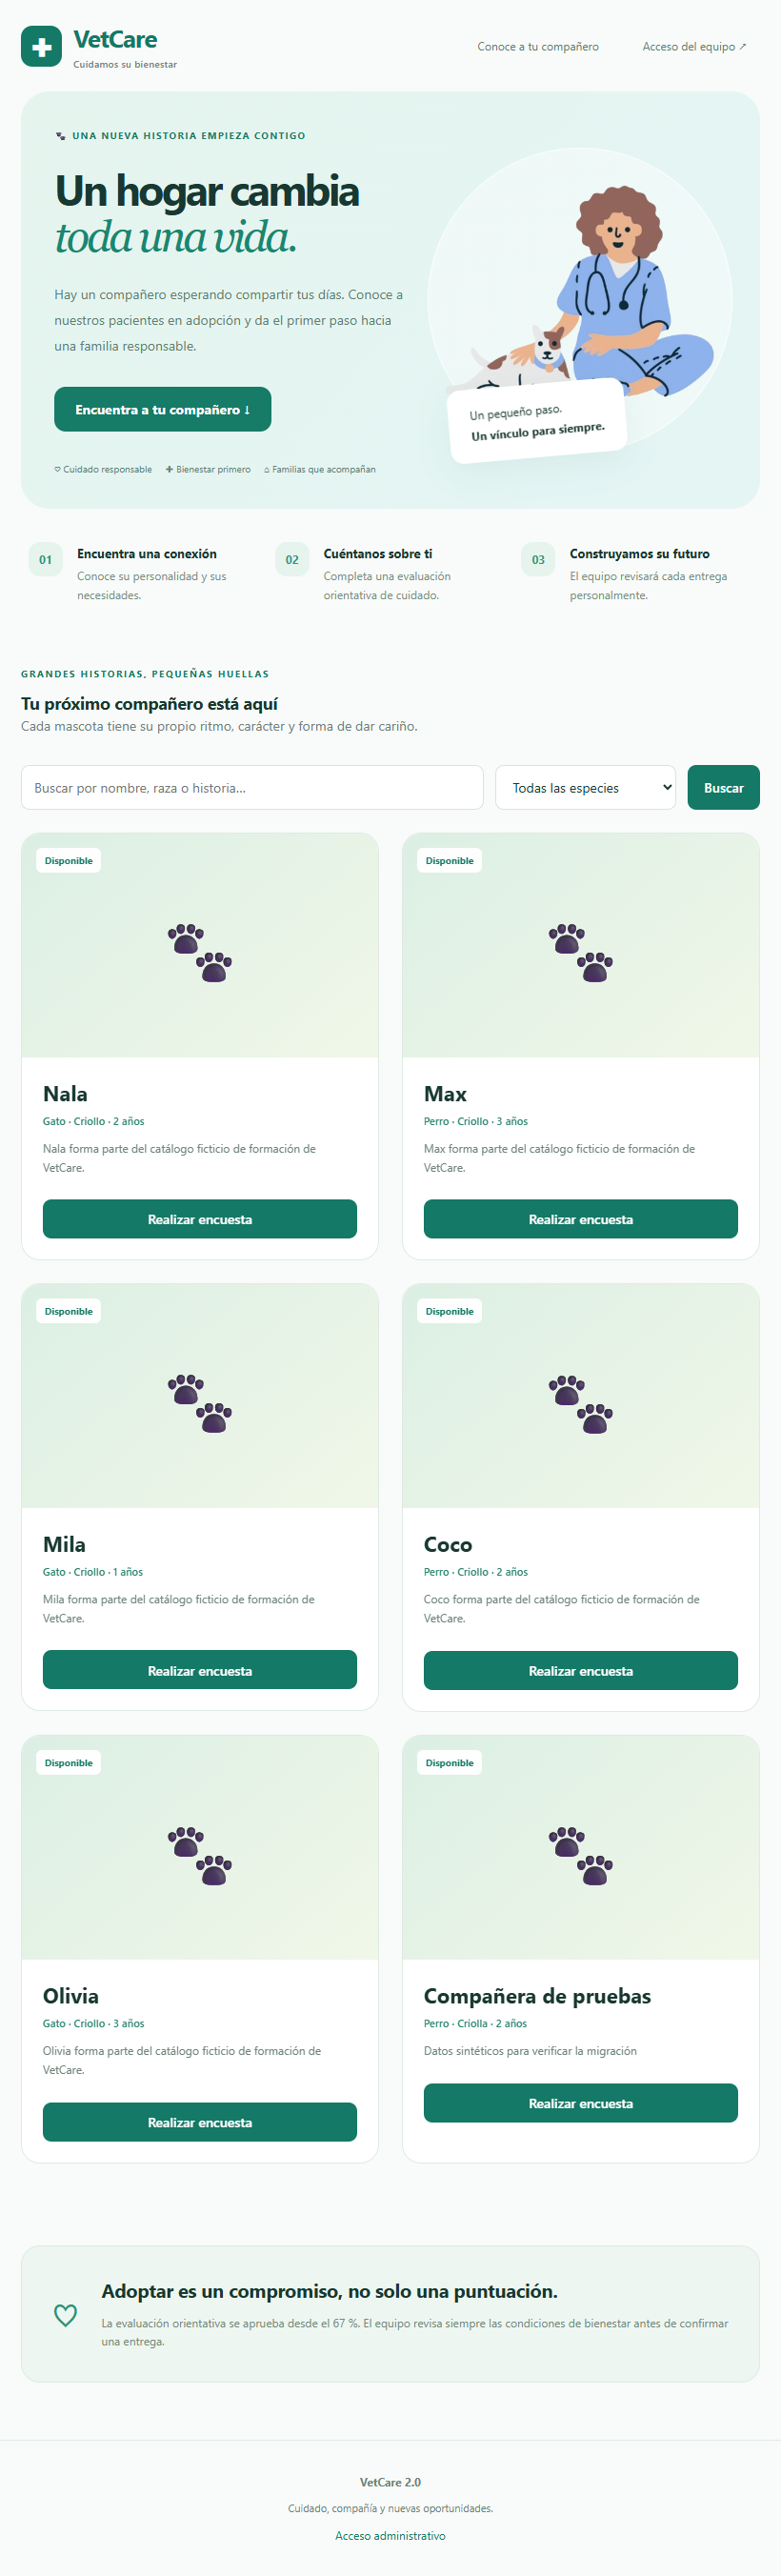 VetCare
Cuidamos su bienestar
Conoce a tu compañero
Acceso del equipo ↗
UNA NUEVA HISTORIA EMPIEZA CONTIGO
Un hogar cambia
toda una vida.
Hay un compañero esperando compartir tus días. Conoce a
nuestros pacientes en adopción y da el primer paso hacia
una familia responsable.
Encuentra a tu compañero ↓
♡ Cuidado responsable
✚ Bienestar primero
⌂ Familias que acompañan
Un pequeño paso.
Un vínculo para siempre.
01
Encuentra una conexión
Conoce su personalidad y sus
necesidades.
02
Cuéntanos sobre ti
Completa una evaluación
orientativa de cuidado.
03
Construyamos su futuro
El equipo revisará cada entrega
personalmente.
GRANDES HISTORIAS, PEQUEÑAS HUELLAS
Tu próximo compañero está aquí
Cada mascota tiene su propio ritmo, carácter y forma de dar cariño.
Buscar por nombre, raza o historia...
Todas las especies
Buscar
Disponible
Nala
Gato · Criollo · 2 años
Nala forma parte del catálogo ficticio de formación de
VetCare.
Realizar encuesta
Disponible
Max
Perro · Criollo · 3 años
Max forma parte del catálogo ficticio de formación de
VetCare.
Realizar encuesta
Disponible
Mila
Gato · Criollo · 1 años
Mila forma parte del catálogo ficticio de formación de
VetCare.
Realizar encuesta
Disponible
Coco
Perro · Criollo · 2 años
Coco forma parte del catálogo ficticio de formación de
VetCare.
Realizar encuesta
Disponible
Olivia
Gato · Criollo · 3 años
Olivia forma parte del catálogo ficticio de formación de
VetCare.
Realizar encuesta
Disponible
Compañera de pruebas
Perro · Criolla · 2 años
Datos sintéticos para verificar la migración
Realizar encuesta
Adoptar es un compromiso, no solo una puntuación.
La evaluación orientativa se aprueba desde el 67 %. El equipo revisa siempre las condiciones de bienestar antes de confirmar
una entrega.
VetCare 2.0
Cuidado, compañía y nuevas oportunidades.
Acceso administrativo